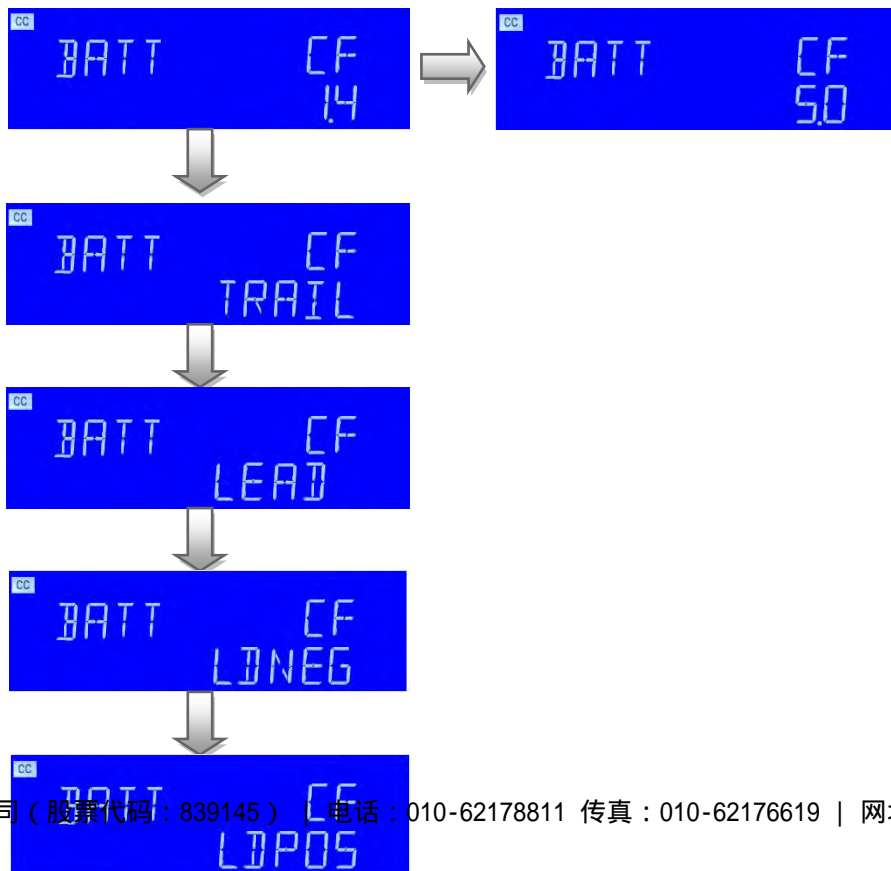 CC
BATT CF
1.4
CC
BATT CF
5.0
CC
BATT CF
TRAIL
CC
BATT CF
LEAD
CC
BATT CF
LDNEG
CC
BATT CF
司（股票代码：839145） | 电话：010-62178811 传真：010-62176619 | 网
LDPOS